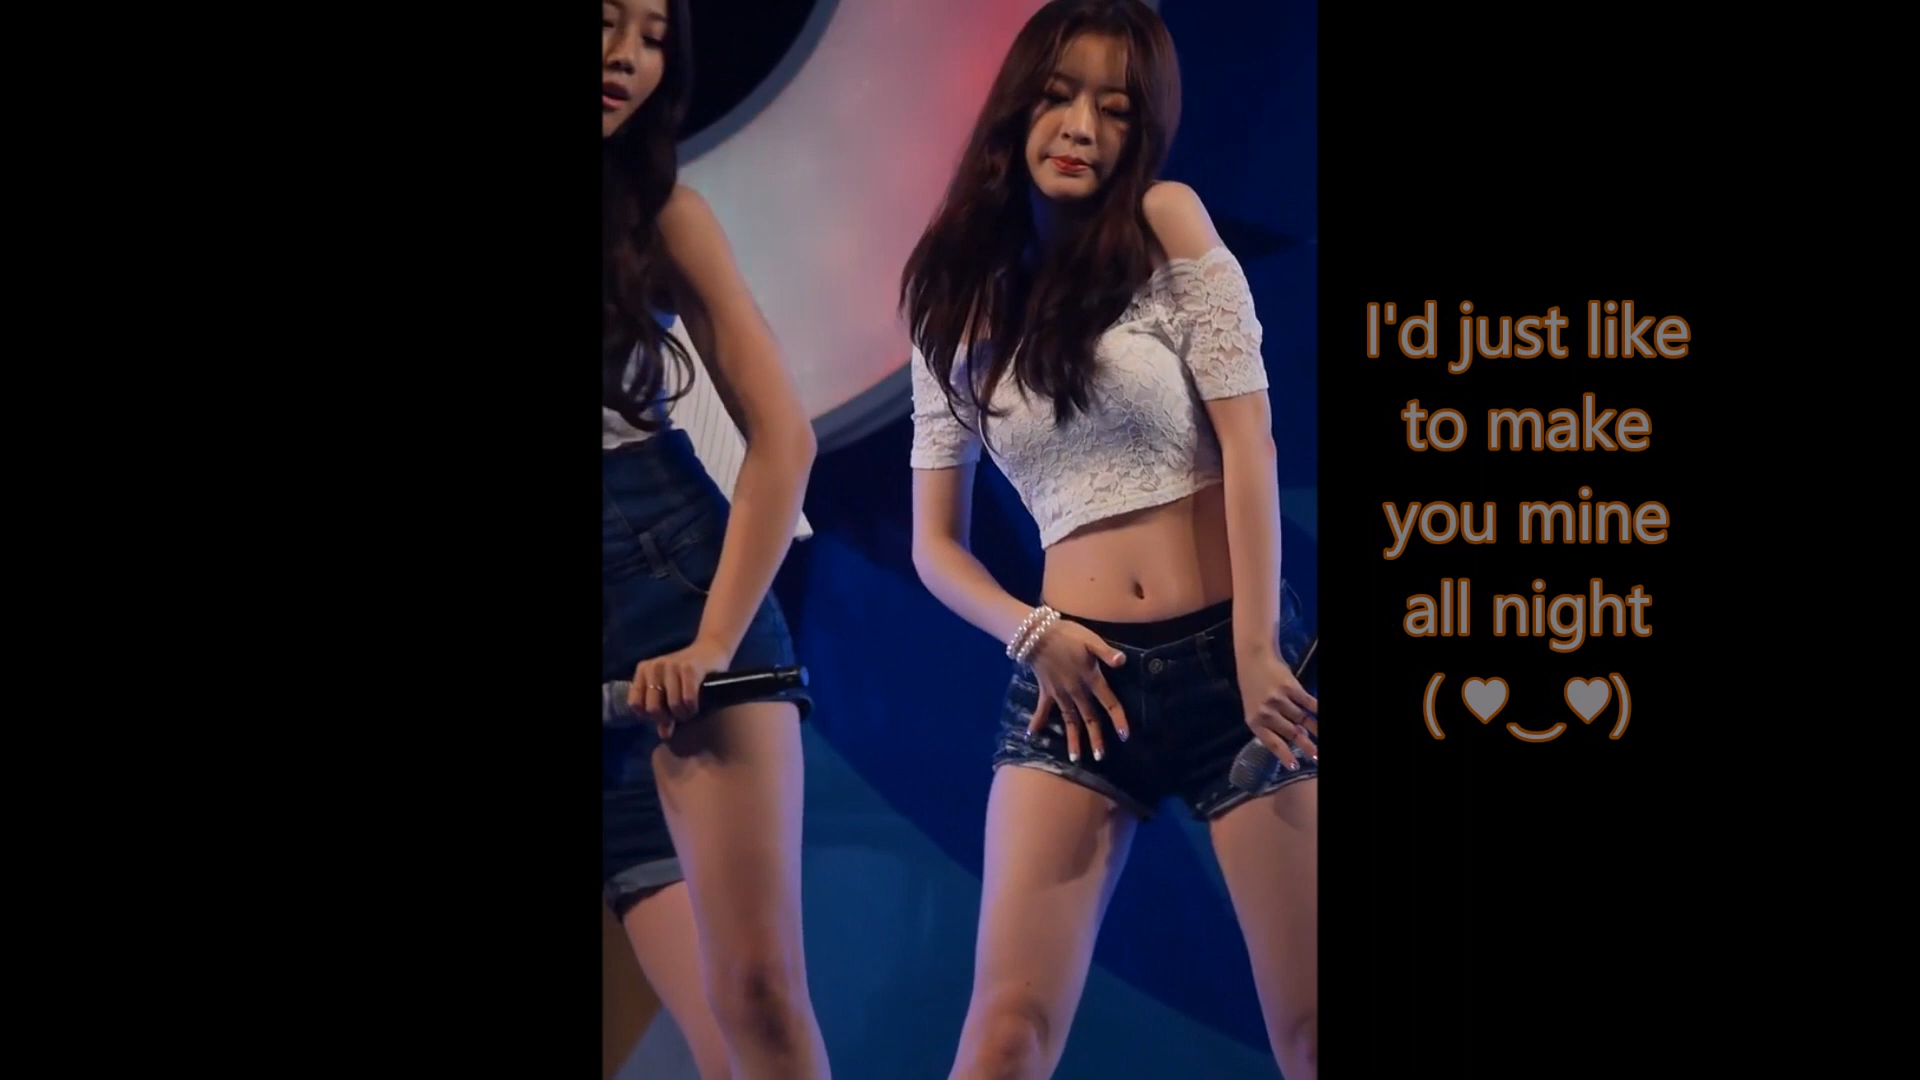 I'd just like
to make
you mine
all night
( ♥‿♥)